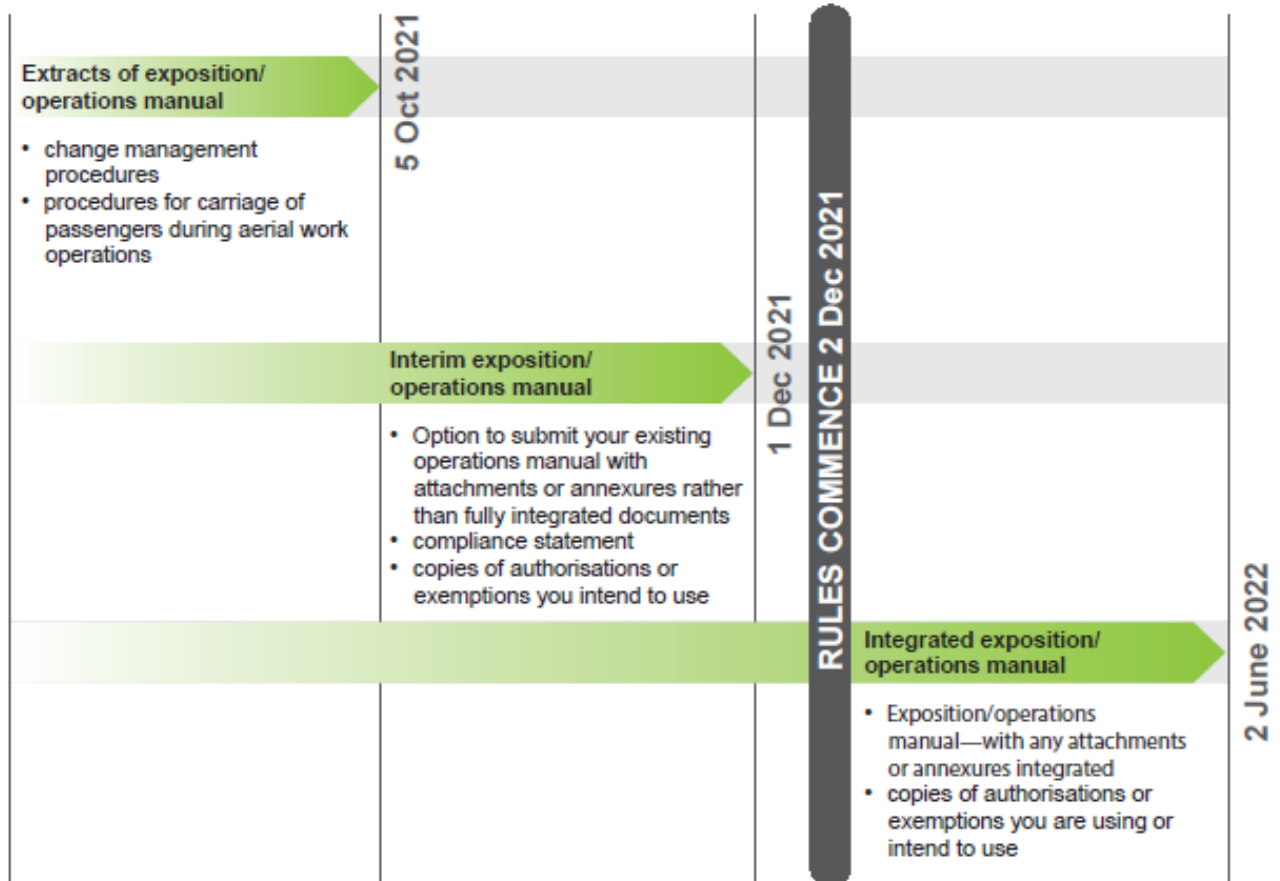 Extracts of exposition/
operations manual
• change management
procedures
• procedures for carriage of
passengers during aerial work
operations
5 Oct 2021
Interim exposition/
operations manual
• Option to submit your existing
operations manual with
attachments or annexures rather
than fully integrated documents
• compliance statement
• copies of authorisations or
exemptions you intend to use
1 Dec 2021
RULES COMMENCE 2 Dec 2021
Integrated exposition/
operations manual
• Exposition/operations
manual—with any attachments
or annexures integrated
• copies of authorisations or
exemptions you are using or
intend to use
2 June 2022